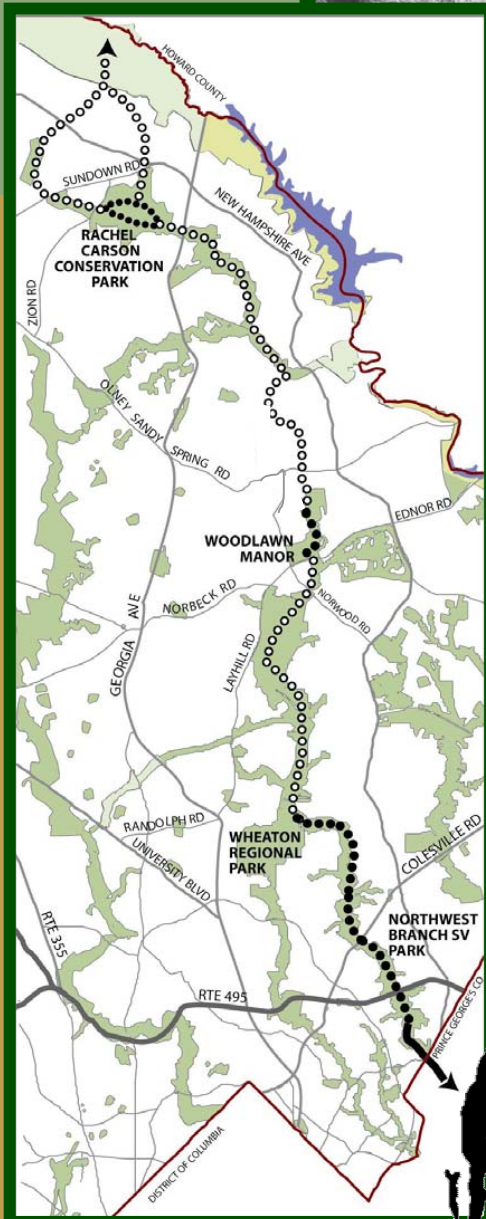 HOWARD COUNTY
SUNDOWN RD
NEW HAMPSHIRE AVE
RACHEL
CARSON
CONSERVATION
PARK
ZION RD
OLNEY SANDY SPRING RD
EDNOR RD
WOODLAWN
MANOR
NORBECK RD
NORWOOD RD
GEORGIA AVE
LAYHILL RD
RANDOLPH RD
UNIVERSITY BLVD
WHEATON
REGIONAL
PARK
COLESVILLE RD
NORTHWEST
BRANCH SV
PARK
RTE 355
RTE 495
PRINCE GEORGE'S CO
DISTRICT OF COLUMBIA